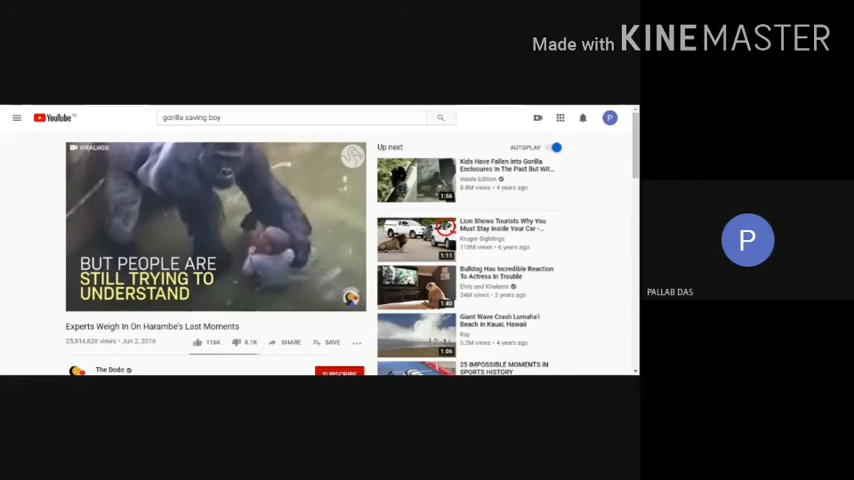 Made with KINEMASTER
YouTube IN
gorilla saving boy
P
VIRALHOG
BUT PEOPLE ARE
STILL TRYING TO
UNDERSTAND
Experts Weigh In On Harambe's Last Moments
25,914,626 views • Jun 2, 2016
116K
8.1K
SHARE
SAVE
The Dodo
SUBSCRIBE
Up next
AUTOPLAY
Kids Have Fallen Into Gorilla
Enclosures In The Past But Wit...
Inside Edition
8.8M views • 4 years ago
1:56
Lion Shows Tourists Why You
Must Stay Inside Your Car -...
Kruger Sightings
118M views • 6 years ago
1:11
Bulldog Has Incredible Reaction
To Actress in Trouble
Elvis and Khaleesi
24M views • 2 years ago
1:40
Giant Wave Crash Lumaha'i
Beach in Kauai, Hawaii
Ray
5.2M views • 4 years ago
1:06
25 IMPOSSIBLE MOMENTS IN
SPORTS HISTORY
P
PALLAB DAS